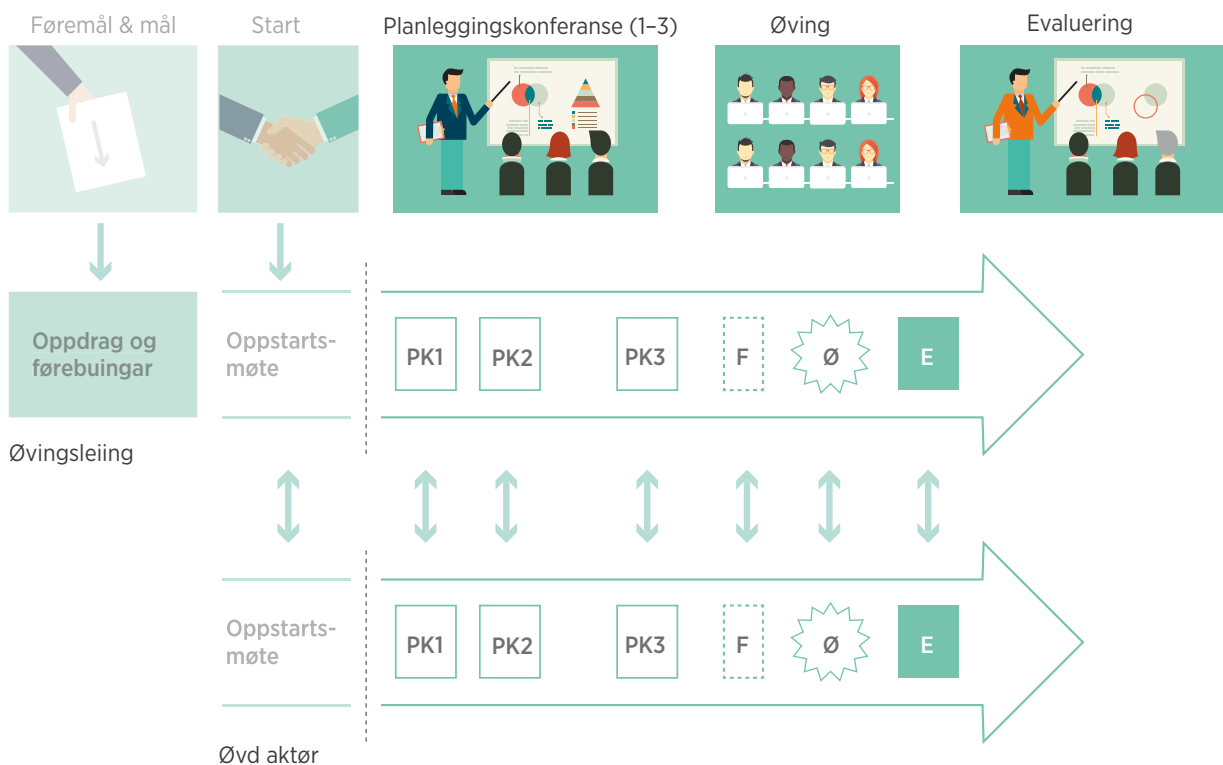 Føremål & mål
Start
Planleggingskonferanse (1–3)
Øving
Evaluering
Oppdrag og
førebuingar
Oppstarts-
møte
PK1
PK2
PK3
F
Ø
E
Øvingsleiing
Oppstarts-
møte
PK1
PK2
PK3
F
Ø
E
Øvd aktør